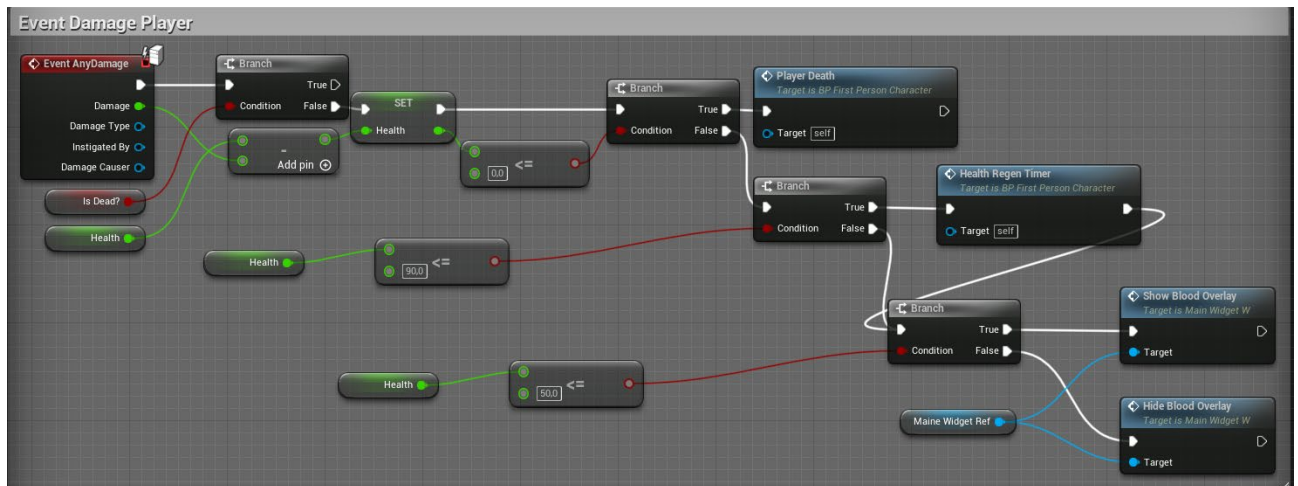 Event Damage Player
Event AnyDamage
Damage
Damage Type
Instigated By
Damage Causer
Is Dead?
Health
Branch
True
Condition
False
-
Add pin
SET
Health
0,0
<=
Branch
True
Condition
False
Player Death
Target is BP First Person Character
Target self
Health
90,0
<=
Branch
True
Condition
False
Health Regen Timer
Target is BP First Person Character
Target self
Health
50,0
<=
Branch
True
Condition
False
Maine Widget Ref
Show Blood Overlay
Target is Main Widget W
Target
Hide Blood Overlay
Target is Main Widget W
Target